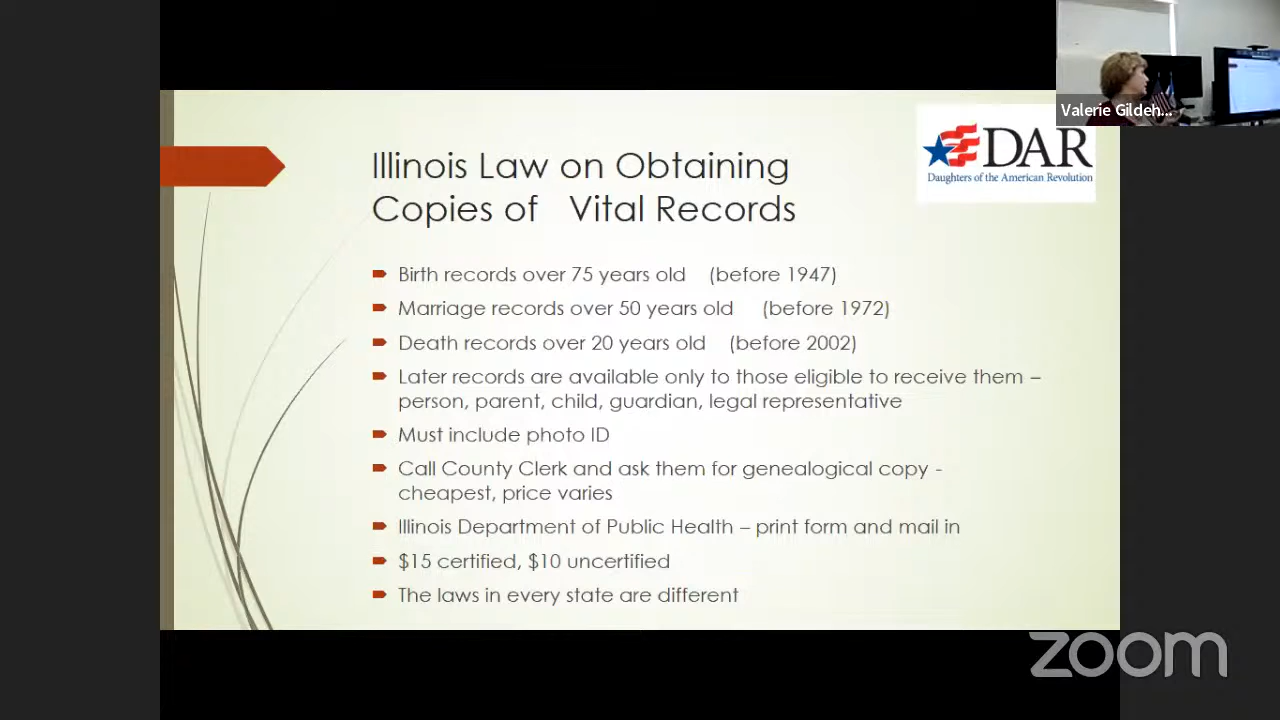 Valerie Gildeh...
DAR
Daughters of the American Revolution
Illinois Law on Obtaining
Copies of Vital Records
Birth records over 75 years old (before 1947)
Marriage records over 50 years old (before 1972)
Death records over 20 years old (before 2002)
Later records are available only to those eligible to receive them –
person, parent, child, guardian, legal representative
Must include photo ID
Call County Clerk and ask them for genealogical copy -
cheapest, price varies
Illinois Department of Public Health – print form and mail in
$15 certified, $10 uncertified
The laws in every state are different
zoom